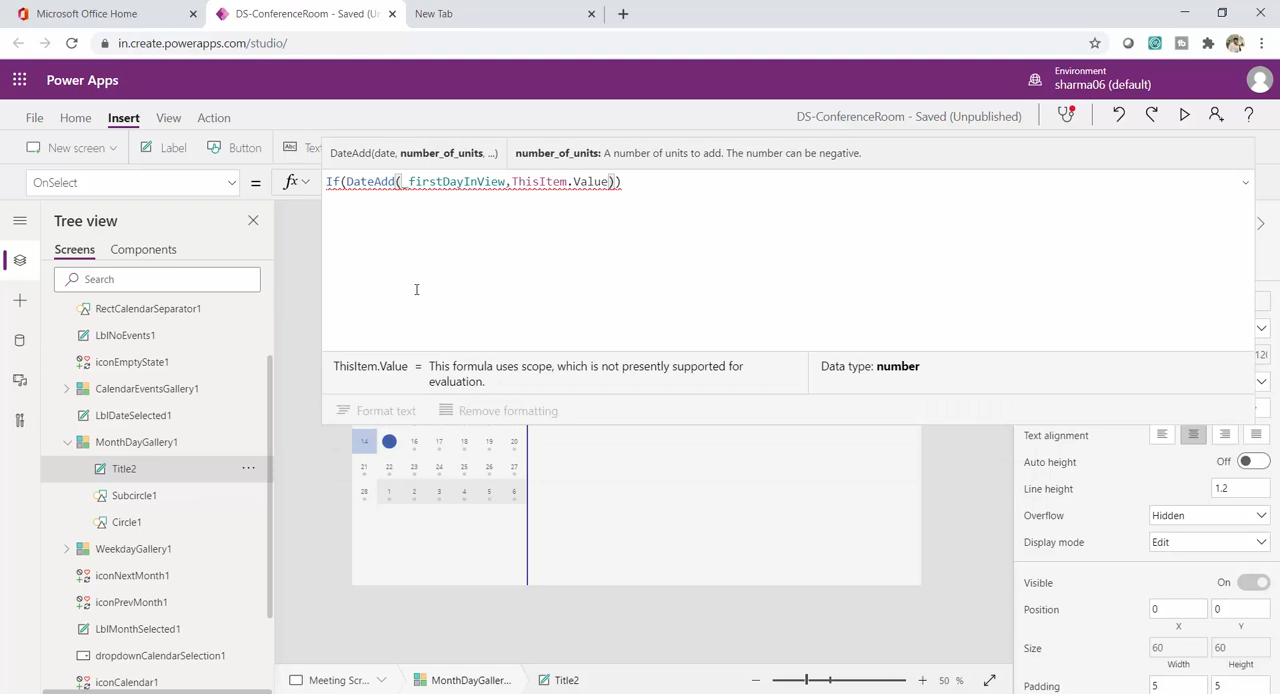 Microsoft Office Home
DS-ConferenceRoom - Saved (U
New Tab
in.create.powerapps.com/studio/
Power Apps
Environment
sharma06 (default)
File
Home
Insert
View
Action
DS-ConferenceRoom - Saved (Unpublished)
New screen
Label
Button
Abc
DateAdd(date, number_of_units, ...)
number_of_units: A number of units to add. The number can be negative.
OnSelect
=
fx
If(DateAdd(_firstDayInView,ThisItem.Value))
Tree view
Screens
Components
Search
RectCalendarSeparator1
LblNoEvents1
iconEmptyState1
CalendarEventsGallery1
LblDateSelected1
MonthDayGallery1
Title2
Subcircle1
Circle1
WeekdayGallery1
iconNextMonth1
iconPrevMonth1
LblMonthSelected1
dropdownCalendarSelection1
iconCalendar1
ThisItem.Value = This formula uses scope, which is not presently supported for evaluation.
Data type: number
Format text
Remove formatting
14 16 17 18 19 20
21 22 23 24 25 26 27
28 1 2 3 4 5 6
Text alignment
Auto height
Off
Line height
1.2
Overflow
Hidden
Display mode
Edit
Visible
On
Position
0
0
X
Y
Size
60
60
Width
Height
Padding
5
5
Meeting Scr...
MonthDayGaller...
Title2
50 %